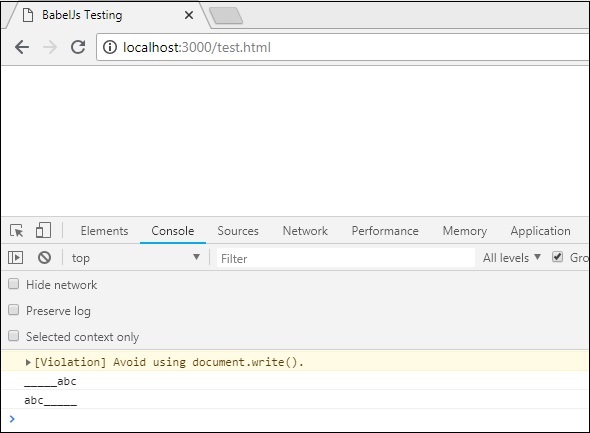 BabelJs Testing
localhost:3000/test.html
Elements Console Sources Network Performance Memory Application
top Filter All levels Gro
Hide network
Preserve log
Selected context only
[Violation] Avoid using document.write().
_____abc
abc_____